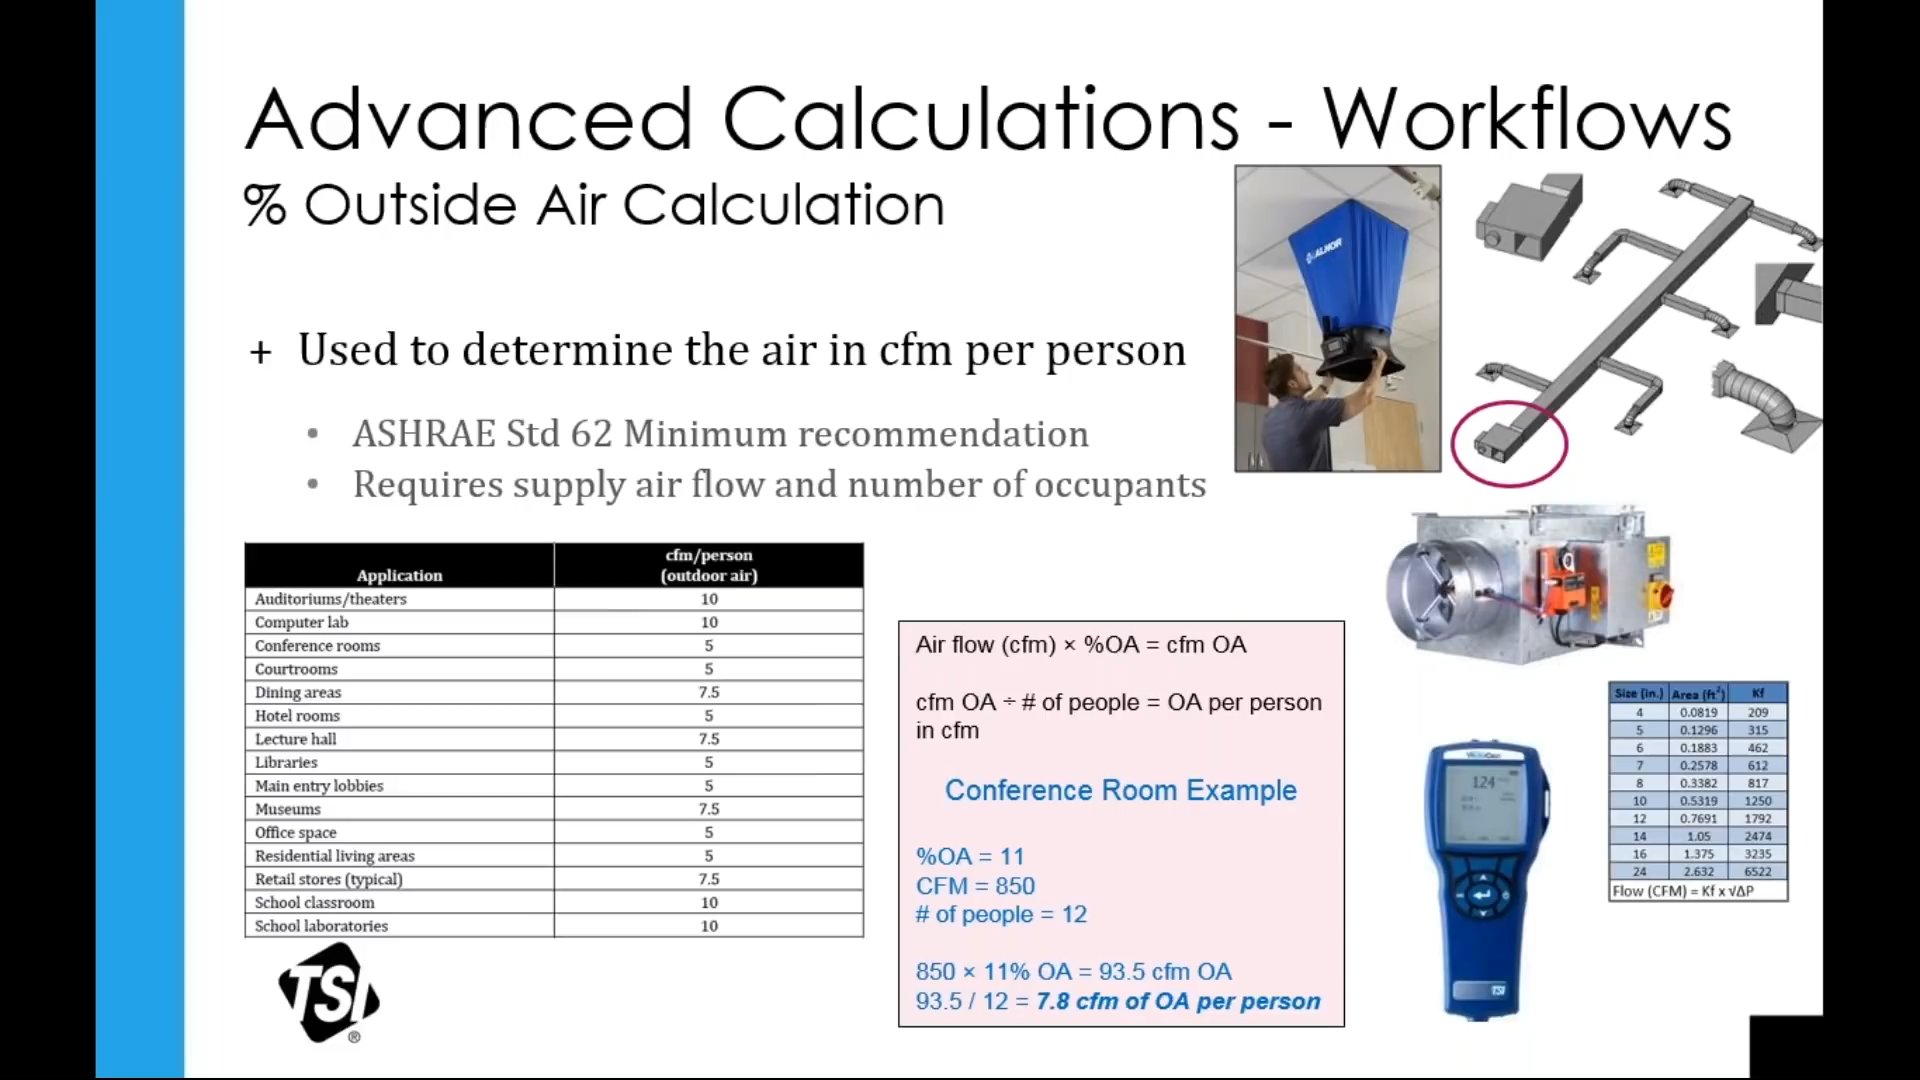 Advanced Calculations - Workflows
% Outside Air Calculation
+ Used to determine the air in cfm per person
• ASHRAE Std 62 Minimum recommendation
• Requires supply air flow and number of occupants
Application cfm/person (outdoor air)
Auditoriums/theaters 10
Computer lab 10
Conference rooms 5
Courtrooms 5
Dining areas 7.5
Hotel rooms 5
Lecture hall 7.5
Libraries 5
Main entry lobbies 5
Museums 7.5
Office space 5
Residential living areas 5
Retail stores (typical) 7.5
School classroom 10
School laboratories 10
TSI
®
Air flow (cfm) × %OA = cfm OA
cfm OA ÷ # of people = OA per person
in cfm
Conference Room Example
%OA = 11
CFM = 850
# of people = 12
850 × 11% OA = 93.5 cfm OA
93.5 / 12 = 7.8 cfm of OA per person
ALNOR
124
TSI
Size (in.) Area (ft²) Kf
4 0.0819 209
5 0.1296 315
6 0.1883 462
7 0.2578 612
8 0.3382 817
10 0.5319 1250
12 0.7691 1792
14 1.05 2474
16 1.375 3235
24 2.632 6522
Flow (CFM) = Kf x √ΔP